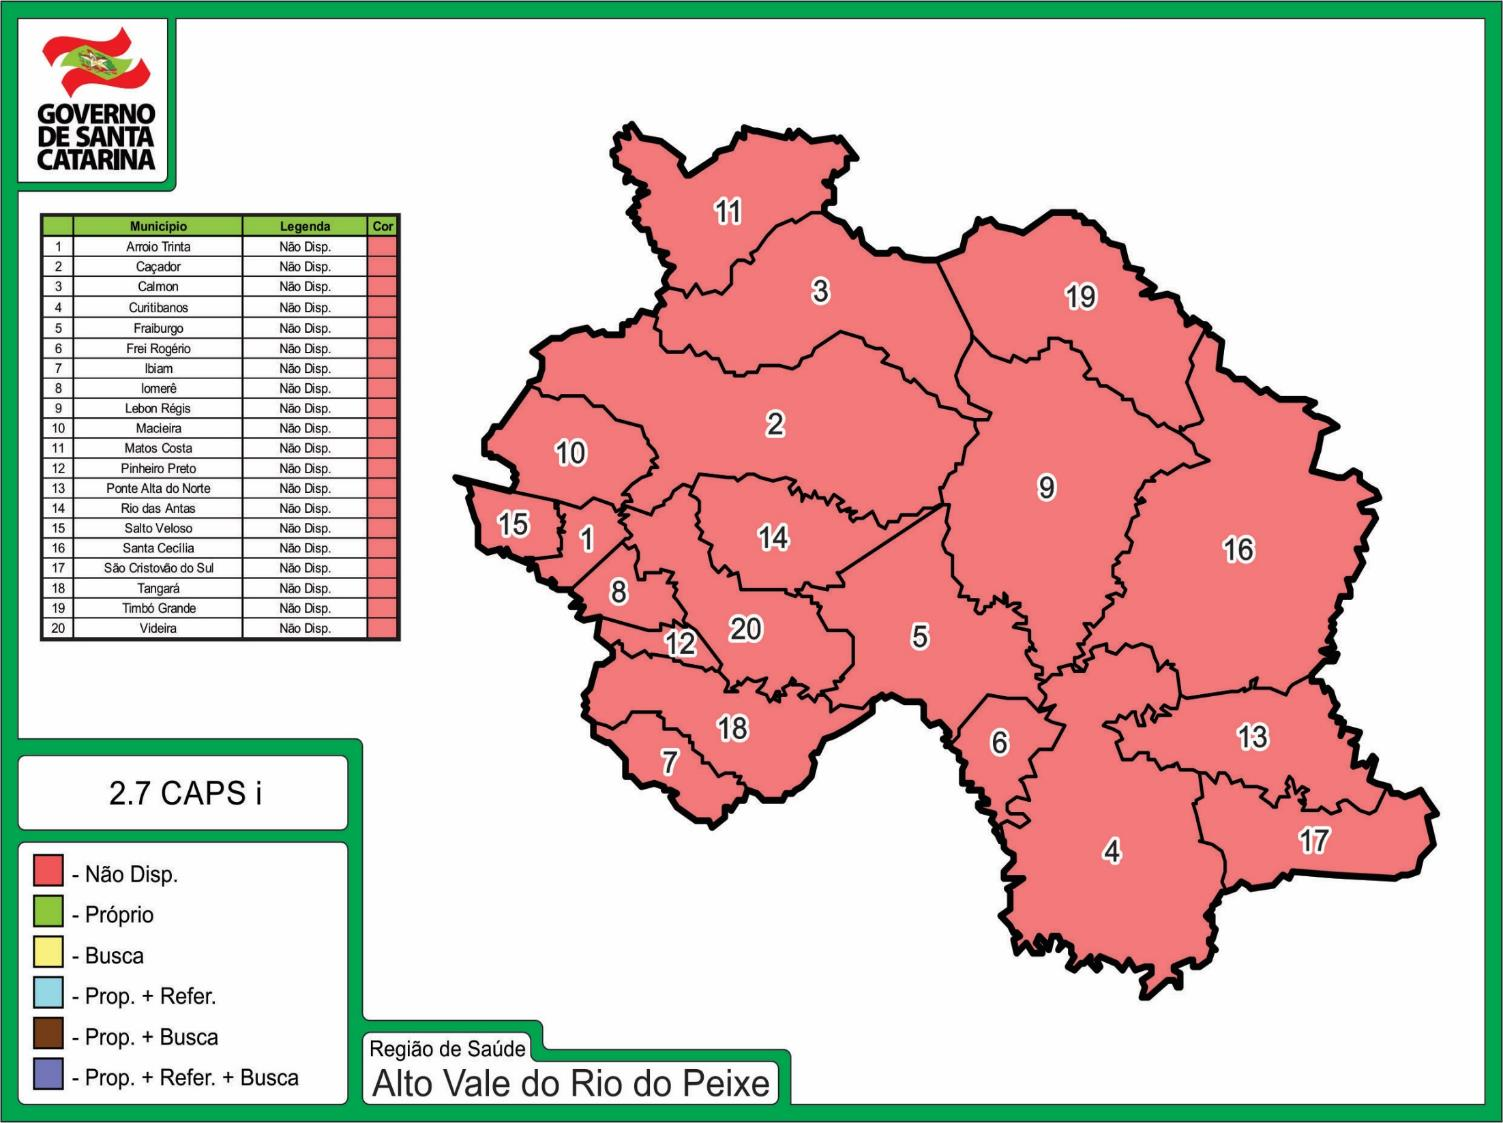 GOVERNO
DE SANTA
CATARINA
Município Legenda Cor
1 Arroio Trinta Não Disp.
2 Caçador Não Disp.
3 Calmon Não Disp.
4 Curitibanos Não Disp.
5 Fraiburgo Não Disp.
6 Frei Rogério Não Disp.
7 Ibiam Não Disp.
8 Iomerê Não Disp.
9 Lebon Régis Não Disp.
10 Macieira Não Disp.
11 Matos Costa Não Disp.
12 Pinheiro Preto Não Disp.
13 Ponte Alta do Norte Não Disp.
14 Rio das Antas Não Disp.
15 Salto Veloso Não Disp.
16 Santa Cecília Não Disp.
17 São Cristovão do Sul Não Disp.
18 Tangará Não Disp.
19 Timbó Grande Não Disp.
20 Videira Não Disp.
11
3
19
2
10
9
15
1
14
16
8
20
12
5
18
7
6
13
4
17
2.7 CAPS i
- Não Disp.
- Próprio
- Busca
- Prop. + Refer.
- Prop. + Busca
- Prop. + Refer. + Busca
Região de Saúde
Alto Vale do Rio do Peixe